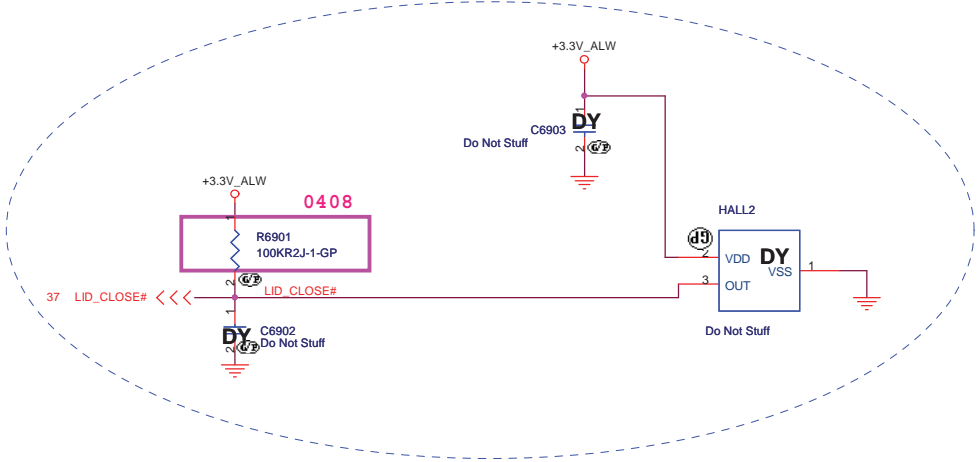 +3.3V_ALW
1
DY
C6903
Do Not Stuff
2
G/P
+3.3V_ALW
0408
1
R6901
100KR2J-1-GP
2
G/P
37 LID_CLOSE#
LID_CLOSE#
1
DY
C6902
Do Not Stuff
2
G/P
HALL2
GP
2
VDD
DY
VSS
1
3
OUT
Do Not Stuff